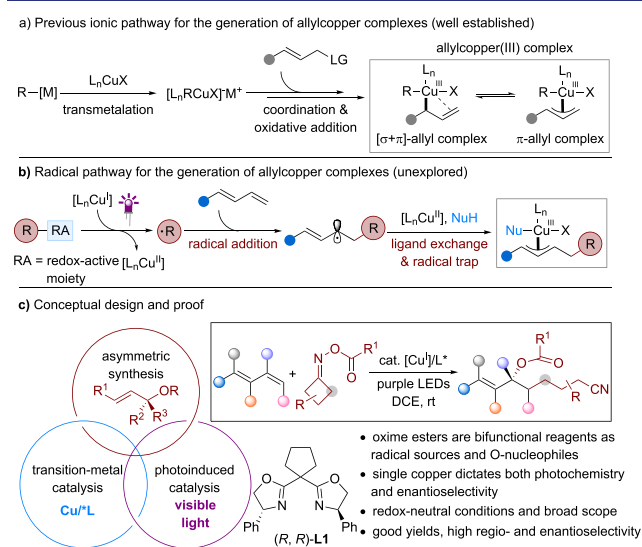 a) Previous ionic pathway for the generation of allylcopper complexes (well established)
LG
allylcopper(III) complex
R—[M]
LnCuX
transmetalation
[LnRCuX]-M+
coordination &
oxidative addition
Ln
R Cu III X
Ln
R Cu III X
[σ+π]-allyl complex
π-allyl complex
b) Radical pathway for the generation of allylcopper complexes (unexplored)
[LnCuI]
R RA
RA = redox-active
moiety
[LnCuII]
•R
radical addition
R
[LnCuII], NuH
ligand exchange
& radical trap
Ln
Nu Cu III X
R
c) Conceptual design and proof
asymmetric
synthesis
R1 OR
R2 R3
transition-metal
catalysis
Cu/*L
photoinduced
catalysis
visible
light
+
N O R1
O
R
cat. [CuI]/L*
purple LEDs
DCE, rt
R1
O O
R CN
O O
N N
Ph Ph
(R, R)-L1
• oxime esters are bifunctional reagents as
radical sources and O-nucleophiles
• single copper dictates both photochemistry
and enantioselectivity
• redox-neutral conditions and broad scope
• good yields, high regio- and enantioselectivity